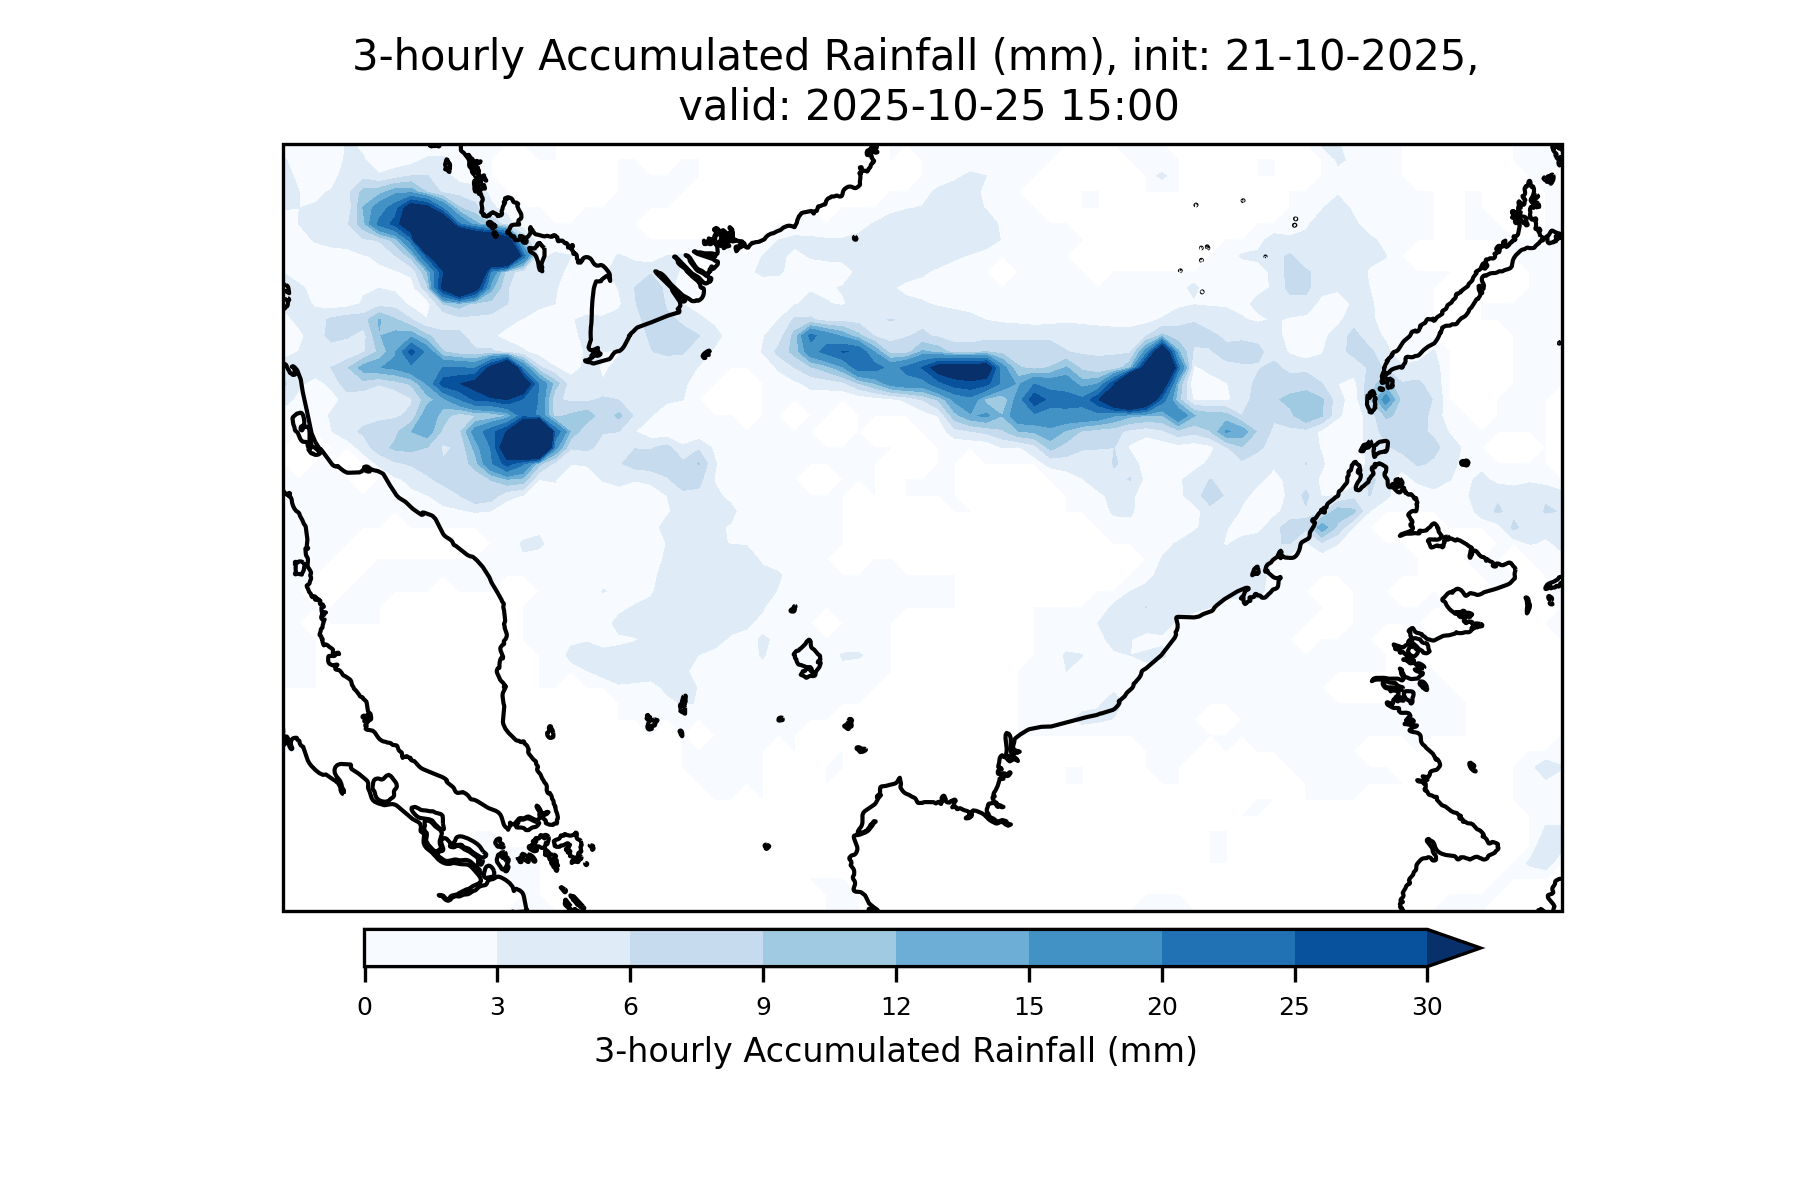 3-hourly Accumulated Rainfall (mm), init: 21-10-2025,
valid: 2025-10-25 15:00
0 3 6 9 12 15 20 25 30
3-hourly Accumulated Rainfall (mm)